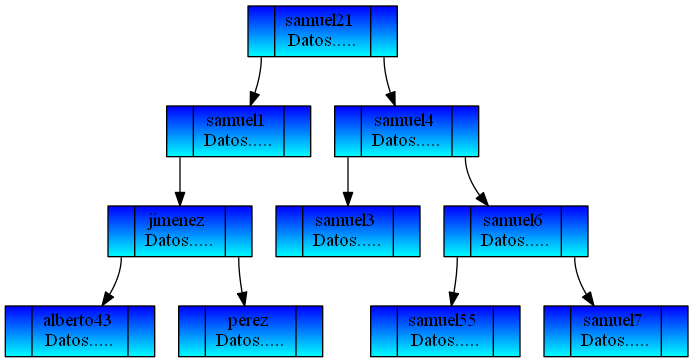 samuel21
Datos.....
samuel1
Datos.....
samuel4
Datos.....
jimenez
Datos.....
samuel3
Datos.....
samuel6
Datos.....
alberto43
Datos.....
perez
Datos.....
samuel55
Datos.....
samuel7
Datos.....